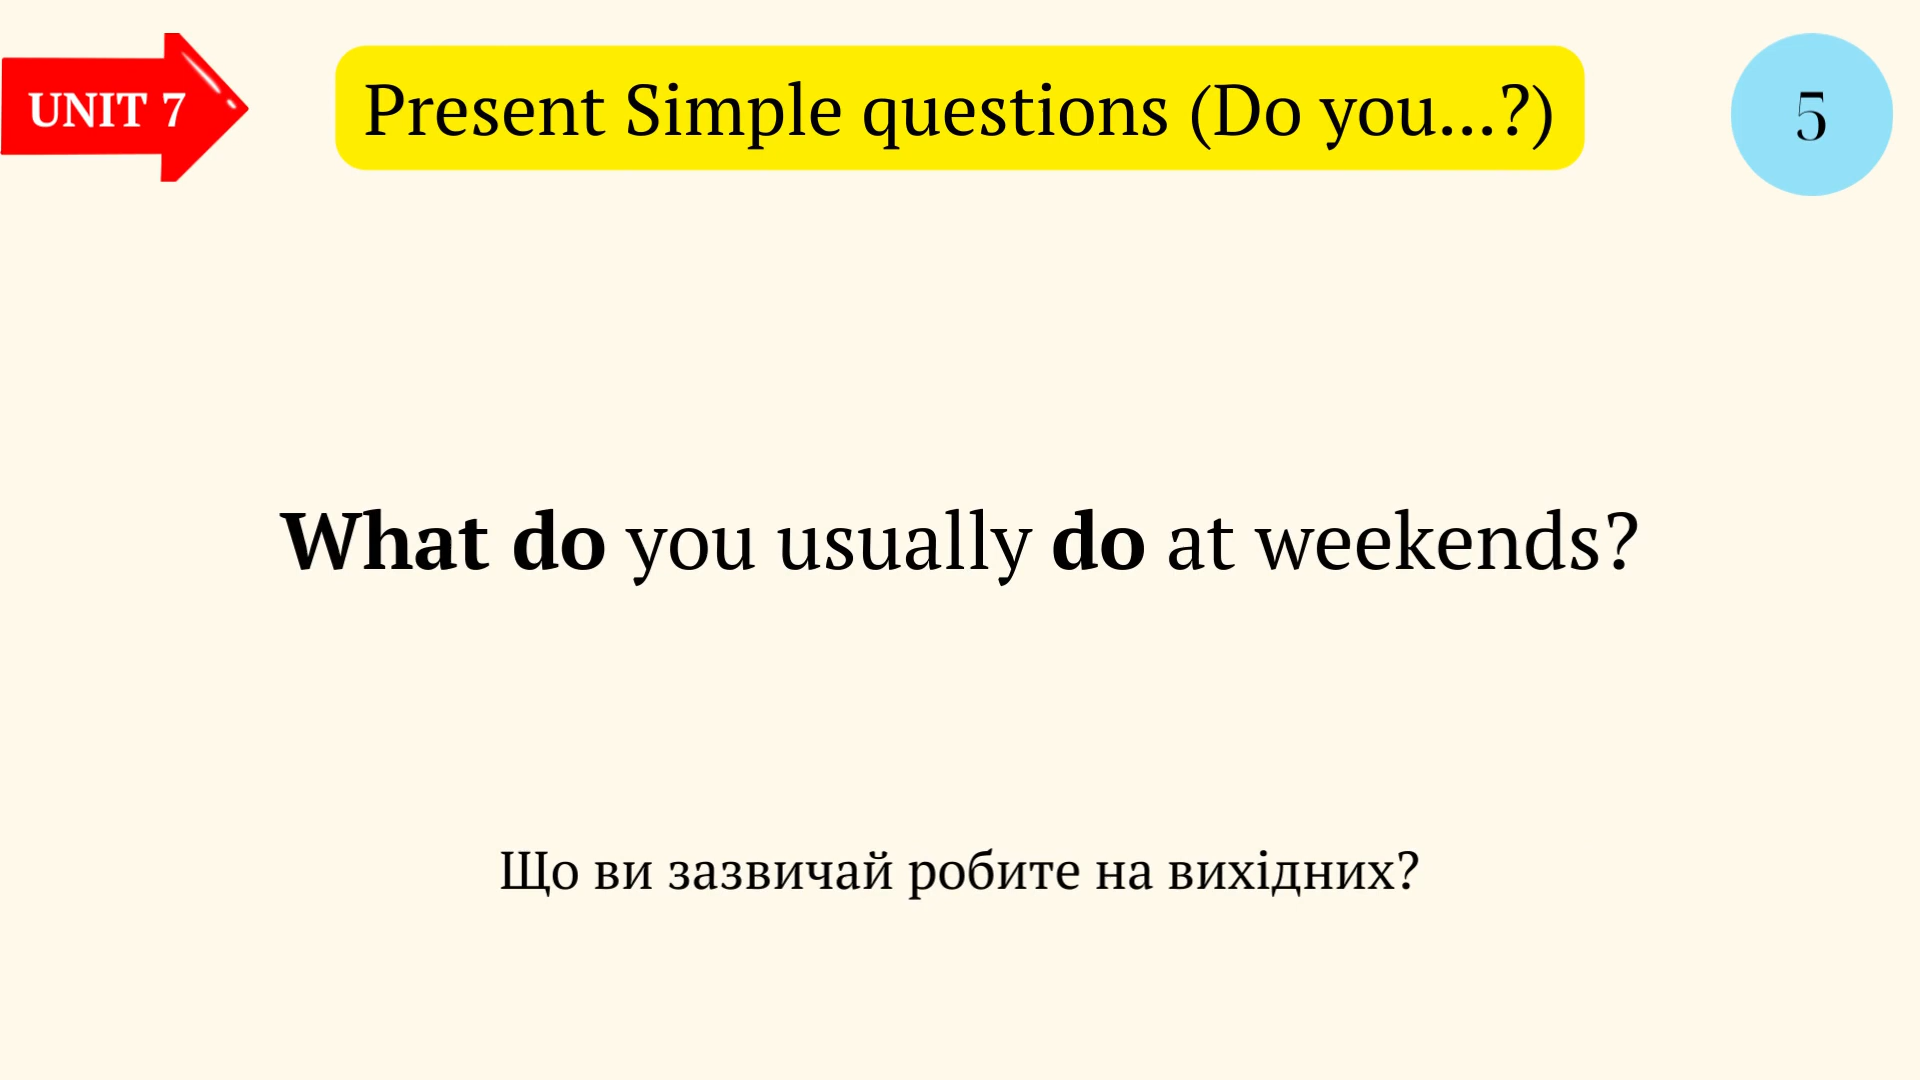 UNIT 7
Present Simple questions (Do you...?)
5
What do you usually do at weekends?
Що ви зазвичай робите на вихідних?